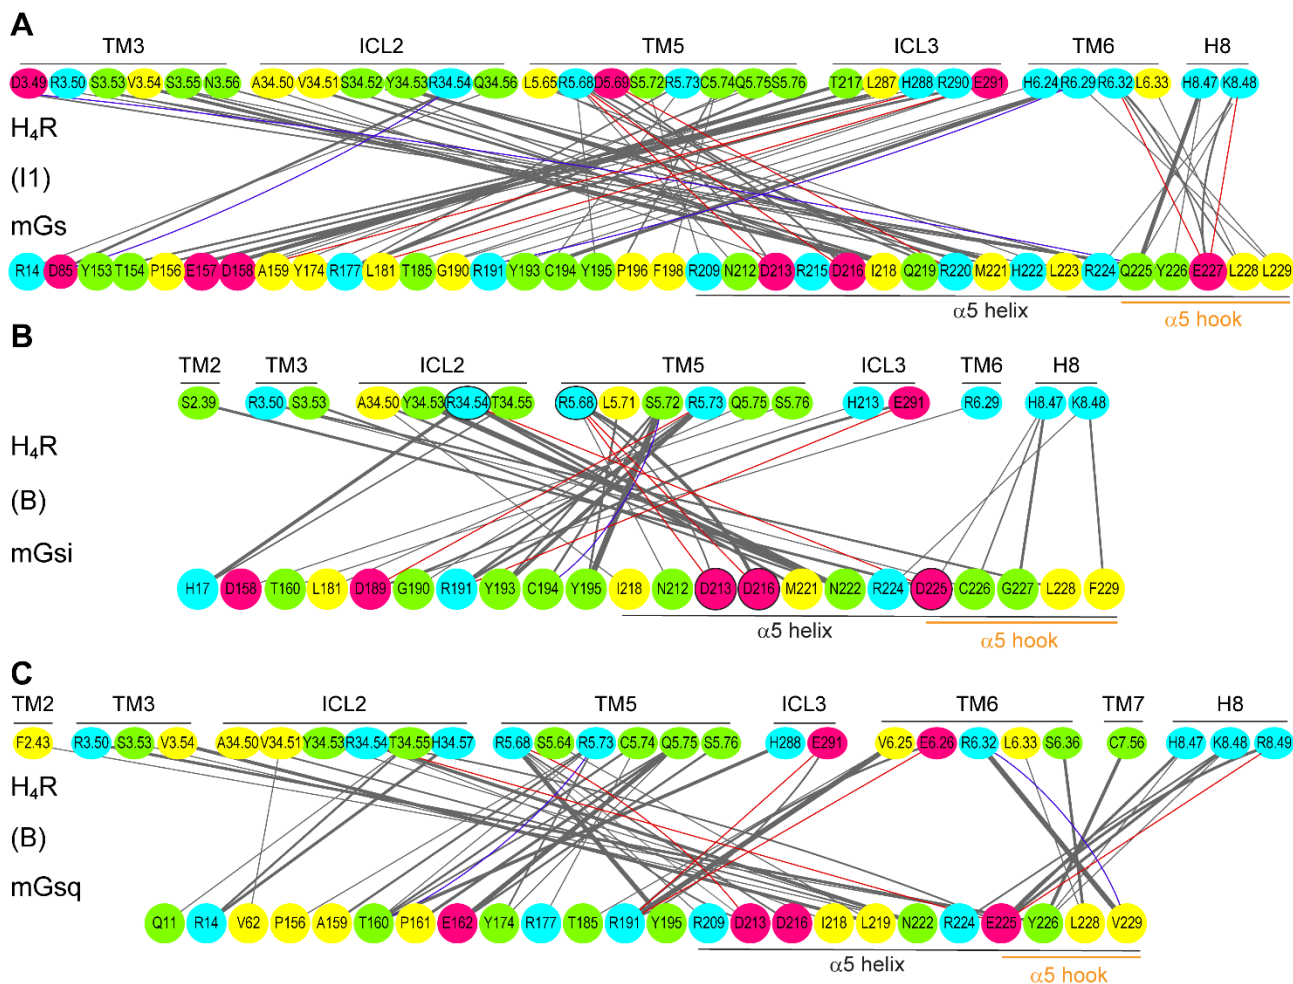 A
TM3 ICL2 TM5 ICL3 TM6 H8
D3.49 R3.50 S3.53 V3.54 S3.55 N3.56 A34.50 V34.51 S34.52 Y34.53 R34.54 Q34.56 L5.65 R5.68 D5.69 S5.72 R5.73 C5.74 Q5.75 S5.76 T217 L287 H288 R290 E291 H6.24 R6.29 R6.32 L6.33 H8.47 K8.48
H₄R
(I1)
mGs
R14 D85 Y153 T154 P156 E157 D158 A159 Y174 R177 L181 T185 G190 R191 Y193 C194 Y195 P196 F198 R209 N212 D213 R215 D216 I218 Q219 R220 M221 H222 L223 R224 Q225 Y226 E227 L228 L229
α5 helix
α5 hook
B
TM2 TM3 ICL2 TM5 ICL3 TM6 H8
S2.39 R3.50 S3.53 A34.50 Y34.53 R34.54 T34.55 R5.68 L5.71 S5.72 R5.73 Q5.75 S5.76 H213 E291 R6.29 H8.47 K8.48
H₄R
(B)
mGsi
H17 D158 T160 L181 D189 G190 R191 Y193 C194 Y195 I218 N212 D213 D216 M221 N222 R224 D225 C226 G227 L228 F229
α5 helix
α5 hook
C
TM2 TM3 ICL2 TM5 ICL3 TM6 TM7 H8
F2.43 R3.50 S3.53 V3.54 A34.50 V34.51 Y34.53 R34.54 T34.55 H34.57 R5.68 S5.64 R5.73 C5.74 Q5.75 S5.76 H288 E291 V6.25 E6.26 R6.32 L6.33 S6.36 C7.56 H8.47 K8.48 R8.49
H₄R
(B)
mGsq
Q11 R14 V62 P156 A159 T160 P161 E162 Y174 R177 T185 R191 Y195 R209 D213 D216 I218 L219 N222 R224 E225 Y226 L228 V229
α5 helix
α5 hook